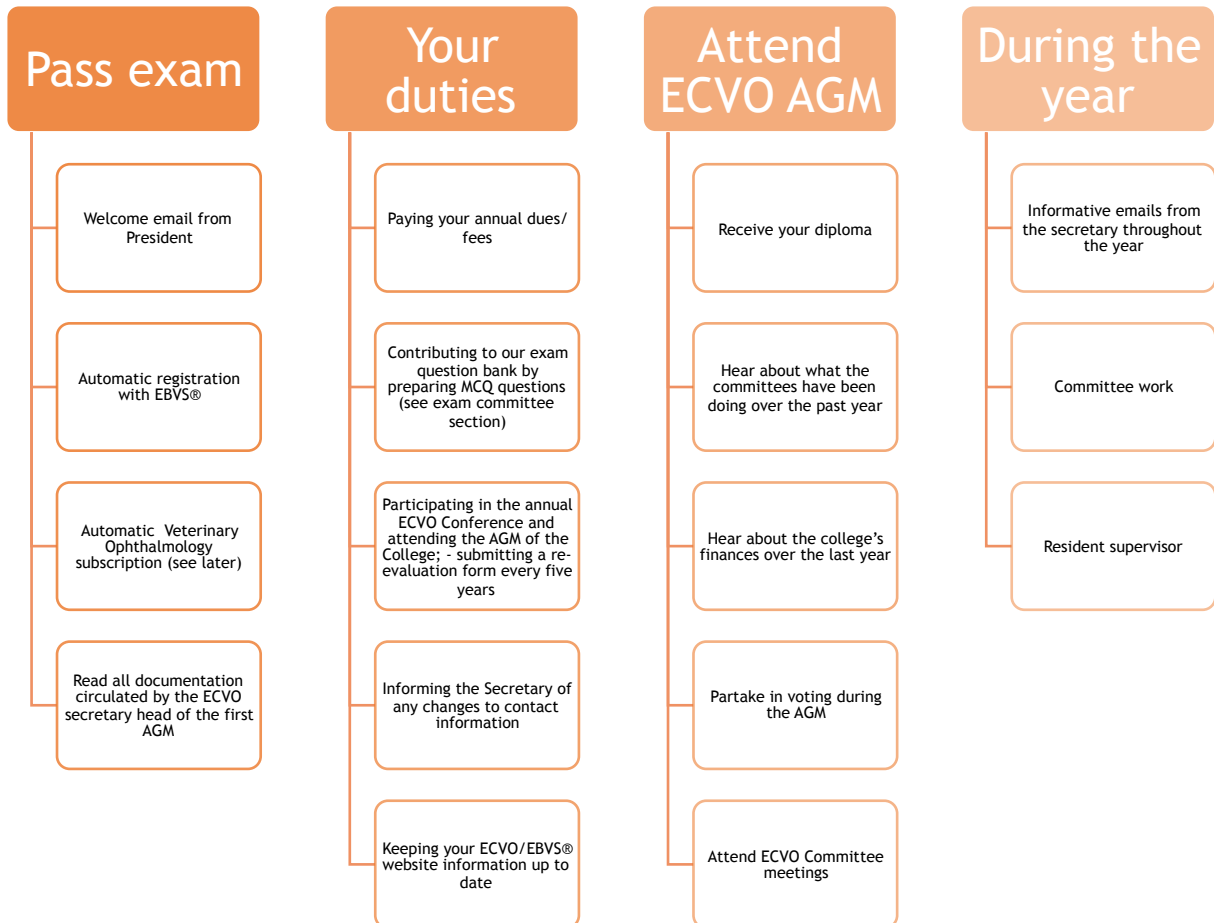 Pass exam
Welcome email from
President
Automatic registration
with EBVS®
Automatic  Veterinary
Ophthalmology
subscription (see later)
Read all documentation
circulated by the ECVO
secretary head of the first
AGM
Your
duties
Paying your annual dues/
fees
Contributing to our exam
question bank by
preparing MCQ questions
(see exam committee
section)
Participating in the annual
ECVO Conference and
attending the AGM of the
College; - submitting a re-
evaluation form every five
years
Informing the Secretary of
any changes to contact
information
Keeping your ECVO/EBVS®
website information up to
date
Attend
ECVO AGM
Receive your diploma
Hear about what the
committees have been
doing over the past year
Hear about the college’s
finances over the last year
Partake in voting during
the AGM
Attend ECVO Committee
meetings
During the
year
Informative emails from
the secretary throughout
the year
Committee work
Resident supervisor